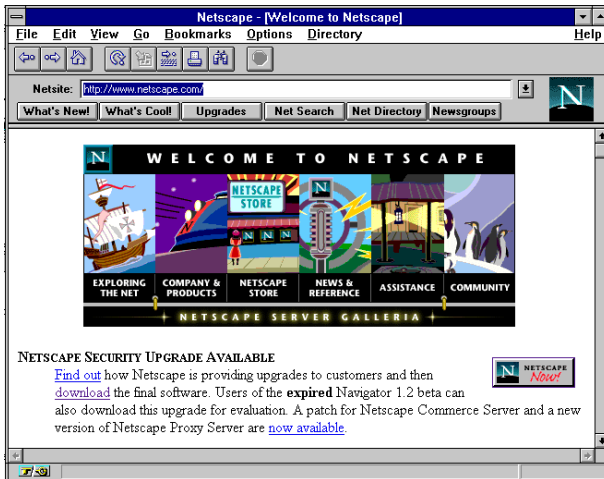 Netscape - [Welcome to Netscape]
File Edit View Go Bookmarks Options Directory Help
Netsite: http://www.netscape.com/
N
What's New! What's Cool! Upgrades Net Search Net Directory Newsgroups
N WELCOME TO NETSCAPE
NETSCAPE
STORE
N
N N N
EXPLORING
THE NET
COMPANY &
PRODUCTS
NETSCAPE
STORE
NEWS &
REFERENCE
ASSISTANCE
COMMUNITY
NETSCAPE SERVER GALLERIA
NETSCAPE SECURITY UPGRADE AVAILABLE
N NETSCAPE
Now!
Find out how Netscape is providing upgrades to customers and then
download the final software. Users of the expired Navigator 1.2 beta can
also download this upgrade for evaluation. A patch for Netscape Commerce Server and a new
version of Netscape Proxy Server are now available.